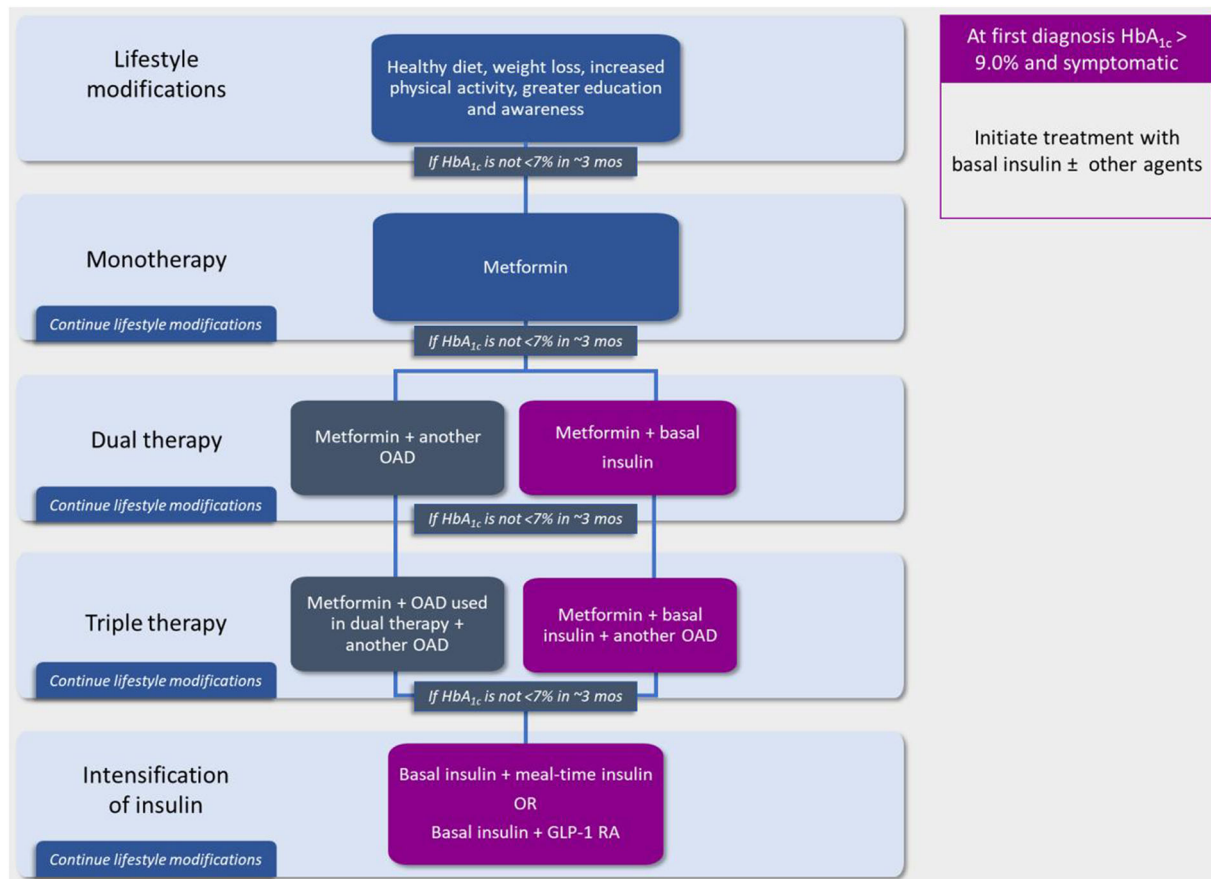 Lifestyle
modifications
Healthy diet, weight loss, increased
physical activity, greater education
and awareness
If HbA1c is not <7% in ~3 mos
At first diagnosis HbA1c >
9.0% and symptomatic
Initiate treatment with
basal insulin ± other agents
Monotherapy
Metformin
Continue lifestyle modifications
If HbA1c is not <7% in ~3 mos
Dual therapy
Metformin + another
OAD
Metformin + basal
insulin
Continue lifestyle modifications
If HbA1c is not <7% in ~3 mos
Triple therapy
Metformin + OAD used
in dual therapy +
another OAD
Metformin + basal
insulin + another OAD
Continue lifestyle modifications
If HbA1c is not <7% in ~3 mos
Intensification
of insulin
Basal insulin + meal-time insulin
OR
Basal insulin + GLP-1 RA
Continue lifestyle modifications